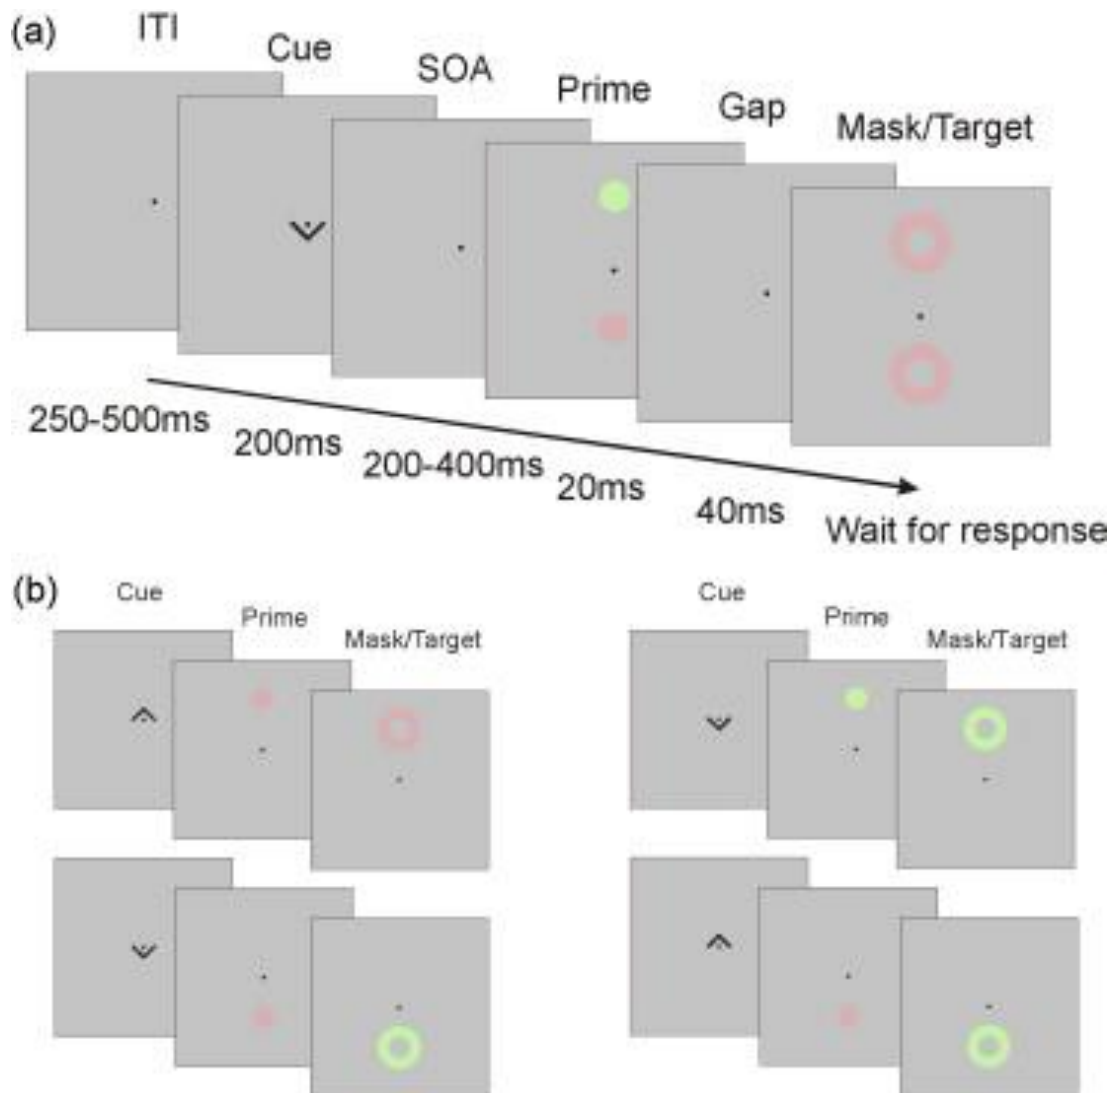 (a)
ITI
Cue
SOA
Prime
Gap
Mask/Target
250-500ms
200ms
200-400ms
20ms
40ms
Wait for response
(b)
Cue
Prime
Mask/Target
Cue
Prime
Mask/Target